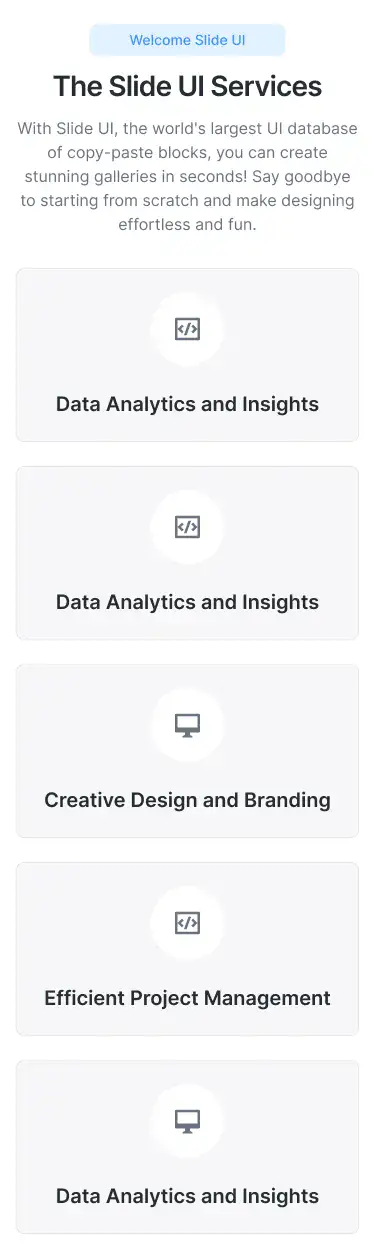 Welcome Slide UI
The Slide UI Services
With Slide UI, the world's largest UI database
of copy-paste blocks, you can create
stunning galleries in seconds! Say goodbye
to starting from scratch and make designing
effortless and fun.
Data Analytics and Insights
Data Analytics and Insights
Creative Design and Branding
Efficient Project Management
Data Analytics and Insights